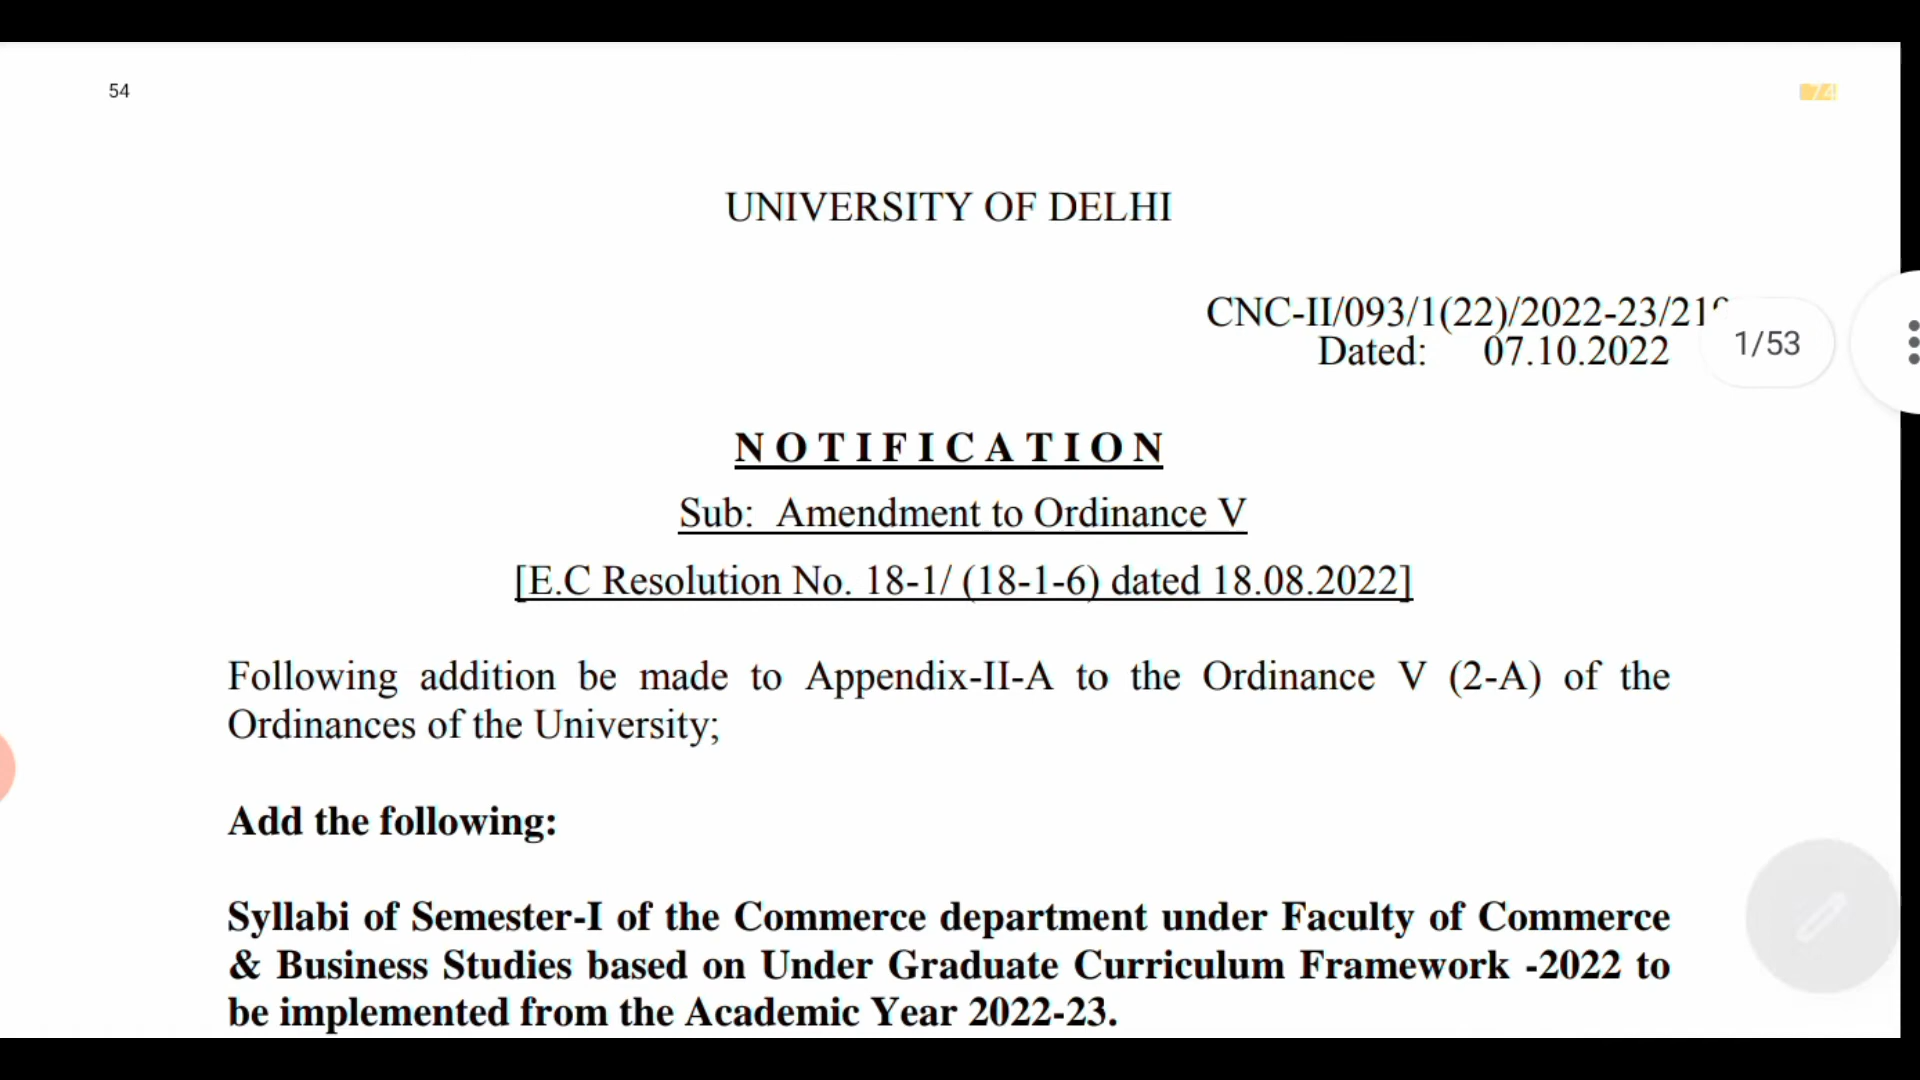 54
74
UNIVERSITY OF DELHI
CNC-II/093/1(22)/2022-23/21
Dated: 07.10.2022
1/53
NOTIFICATION
Sub: Amendment to Ordinance V
[E.C Resolution No. 18-1/ (18-1-6) dated 18.08.2022]
Following addition be made to Appendix-II-A to the Ordinance V (2-A) of the
Ordinances of the University;
Add the following:
Syllabi of Semester-I of the Commerce department under Faculty of Commerce
& Business Studies based on Under Graduate Curriculum Framework -2022 to
be implemented from the Academic Year 2022-23.